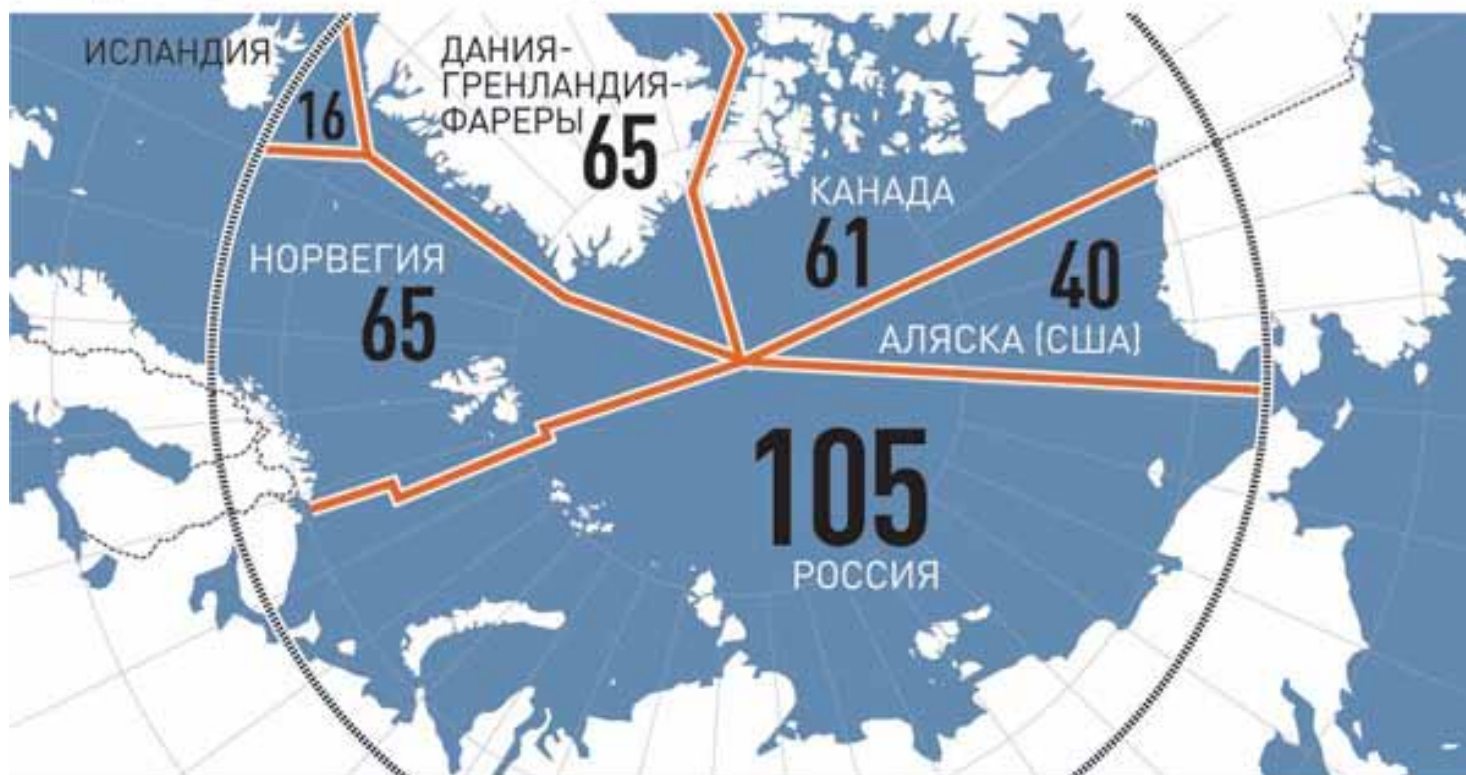 ИСЛАНДИЯ
16
ДАНИЯ-
ГРЕНЛАНДИЯ-
ФАРЕРЫ 65
КАНАДА
61
НОРВЕГИЯ
65
40
АЛЯСКА (США)
105
РОССИЯ